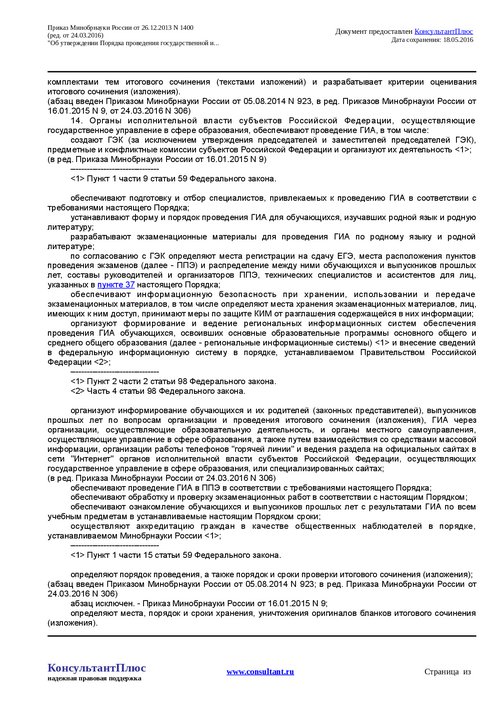 Приказ Минобрнауки России от 26.12.2013 N 1400
(ред. от 24.03.2016)
"Об утверждении Порядка проведения государственной и...
Документ предоставлен КонсультантПлюс
Дата сохранения: 18.05.2016
комплектами тем итогового сочинения (текстами изложений) и разрабатывает критерии оценивания
итогового сочинения (изложения).
(абзац введен Приказом Минобрнауки России от 05.08.2014 N 923, в ред. Приказов Минобрнауки России от
16.01.2015 N 9, от 24.03.2016 N 306)
14. Органы исполнительной власти субъектов Российской Федерации, осуществляющие
государственное управление в сфере образования, обеспечивают проведение ГИА, в том числе:
создают ГЭК (за исключением утверждения председателей и заместителей председателей ГЭК),
предметные и конфликтные комиссии субъектов Российской Федерации и организуют их деятельность <1>;
(в ред. Приказа Минобрнауки России от 16.01.2015 N 9)
--------------------------------
<1> Пункт 1 части 9 статьи 59 Федерального закона.
обеспечивают подготовку и отбор специалистов, привлекаемых к проведению ГИА в соответствии с
требованиями настоящего Порядка;
устанавливают форму и порядок проведения ГИА для обучающихся, изучавших родной язык и родную
литературу;
разрабатывают экзаменационные материалы для проведения ГИА по родному языку и родной
литературе;
по согласованию с ГЭК определяют места регистрации на сдачу ЕГЭ, места расположения пунктов
проведения экзаменов (далее - ППЭ) и распределение между ними обучающихся и выпускников прошлых
лет, составы руководителей и организаторов ППЭ, технических специалистов и ассистентов для лиц,
указанных в пункте 37 настоящего Порядка;
обеспечивают информационную безопасность при хранении, использовании и передаче
экзаменационных материалов, в том числе определяют места хранения экзаменационных материалов, лиц,
имеющих к ним доступ, принимают меры по защите КИМ от разглашения содержащейся в них информации;
организуют формирование и ведение региональных информационных систем обеспечения
проведения ГИА обучающихся, освоивших основные образовательные программы основного общего и
среднего общего образования (далее - региональные информационные системы) <1> и внесение сведений
в федеральную информационную систему в порядке, устанавливаемом Правительством Российской
Федерации <2>;
--------------------------------
<1> Пункт 2 части 2 статьи 98 Федерального закона.
<2> Часть 4 статьи 98 Федерального закона.
организуют информирование обучающихся и их родителей (законных представителей), выпускников
прошлых лет по вопросам организации и проведения итогового сочинения (изложения), ГИА через
организации, осуществляющие образовательную деятельность, и органы местного самоуправления,
осуществляющие управление в сфере образования, а также путем взаимодействия со средствами массовой
информации, организации работы телефонов "горячей линии" и ведения раздела на официальных сайтах в
сети "Интернет" органов исполнительной власти субъектов Российской Федерации, осуществляющих
государственное управление в сфере образования, или специализированных сайтах;
(в ред. Приказа Минобрнауки России от 24.03.2016 N 306)
обеспечивают проведение ГИА в ППЭ в соответствии с требованиями настоящего Порядка;
обеспечивают обработку и проверку экзаменационных работ в соответствии с настоящим Порядком;
обеспечивают ознакомление обучающихся и выпускников прошлых лет с результатами ГИА по всем
учебным предметам в устанавливаемые настоящим Порядком сроки;
осуществляют аккредитацию граждан в качестве общественных наблюдателей в порядке,
устанавливаемом Минобрнауки России <1>;
--------------------------------
<1> Пункт 1 части 15 статьи 59 Федерального закона.
определяют порядок проведения, а также порядок и сроки проверки итогового сочинения (изложения);
(абзац введен Приказом Минобрнауки России от 05.08.2014 N 923; в ред. Приказа Минобрнауки России от
24.03.2016 N 306)
абзац исключен. - Приказ Минобрнауки России от 16.01.2015 N 9;
определяют места, порядок и сроки хранения, уничтожения оригиналов бланков итогового сочинения
(изложения).
КонсультантПлюс
надежная правовая поддержка
www.consultant.ru
Страница из